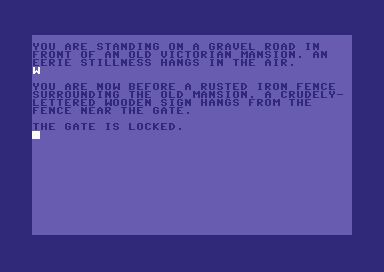 YOU ARE STANDING ON A GRAVEL ROAD IN
FRONT OF AN OLD VICTORIAN MANSION. AN
EERIE STILLNESS HANGS IN THE AIR.
W
YOU ARE NOW BEFORE A RUSTED IRON FENCE
SURROUNDING THE OLD MANSION. A CRUDELY-
LETTERED WOODEN SIGN HANGS FROM THE
FENCE NEAR THE GATE.
THE GATE IS LOCKED.